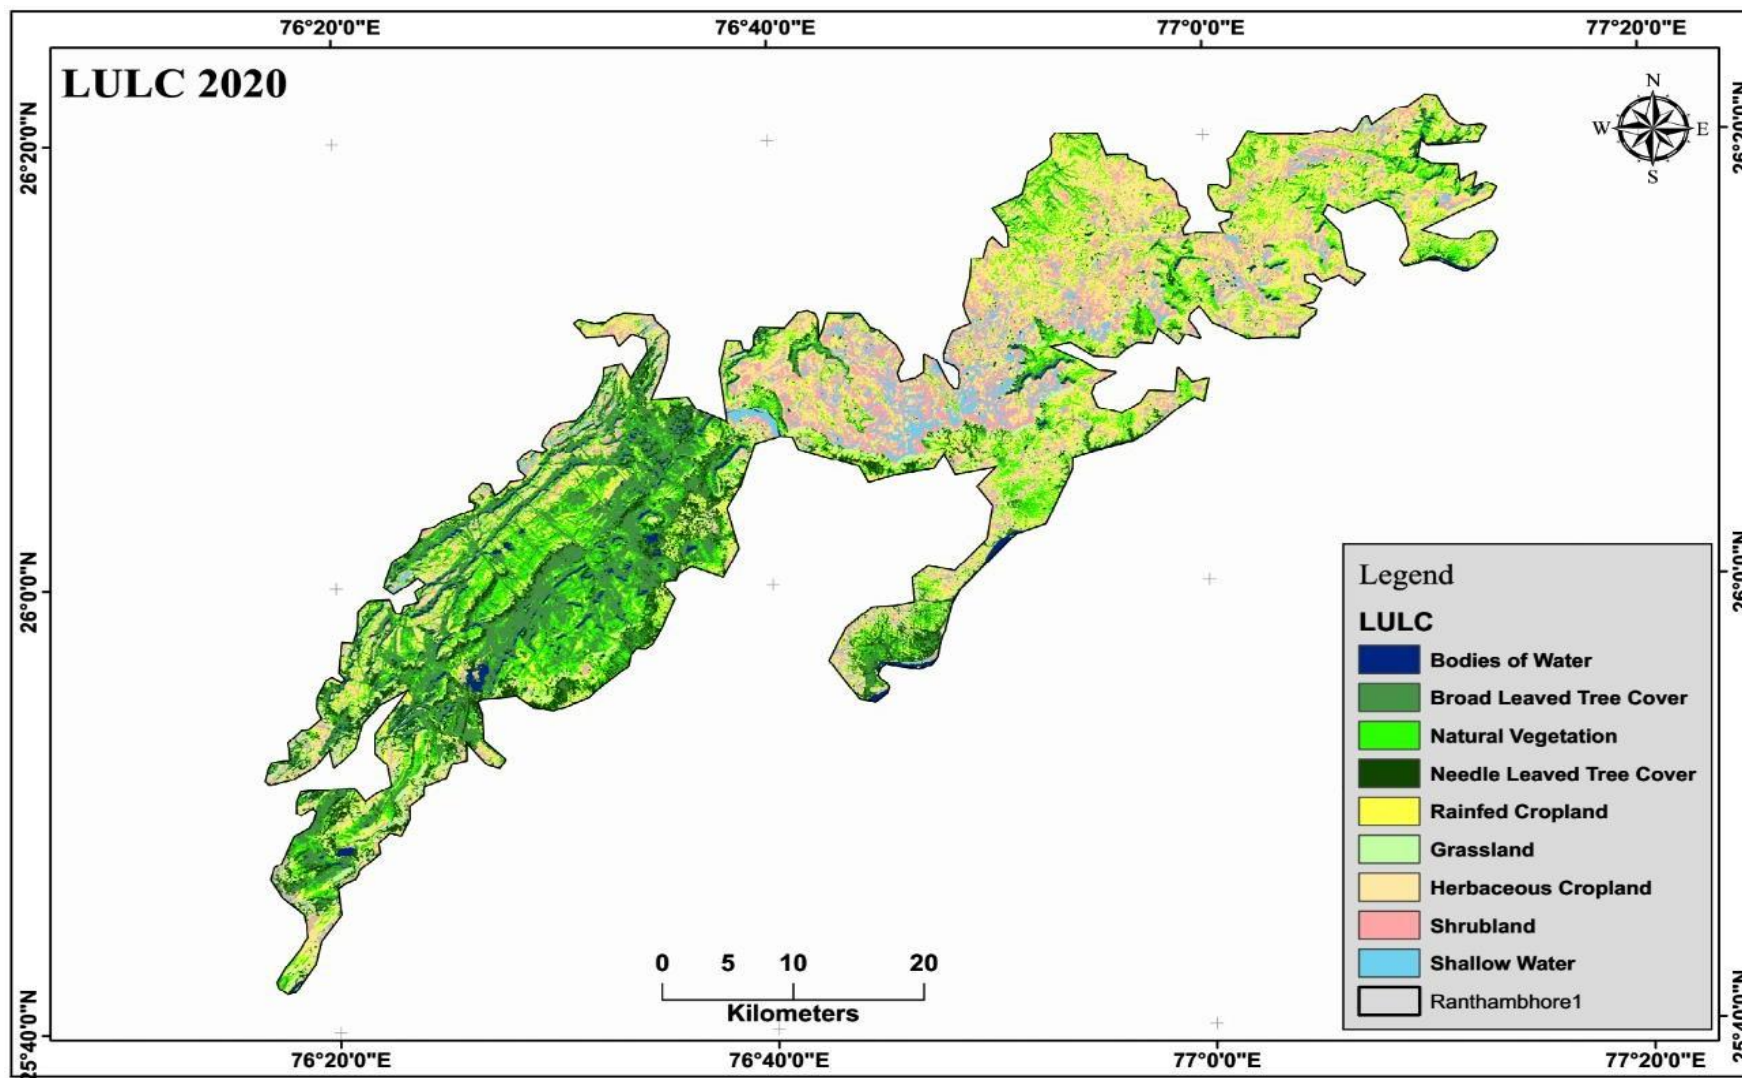 76°20'0"E 76°40'0"E 77°0'0"E 77°20'0"E
LULC 2020
N
W E
S
26°20'0"N 26°20'0"N
26°0'0"N 26°0'0"N
Legend
LULC
Bodies of Water
Broad Leaved Tree Cover
Natural Vegetation
Needle Leaved Tree Cover
Rainfed Cropland
Grassland
Herbaceous Cropland
Shrubland
Shallow Water
Ranthambhore1
0 5 10 20
Kilometers
25°40'0"N 25°40'0"N
76°20'0"E 76°40'0"E 77°0'0"E 77°20'0"E